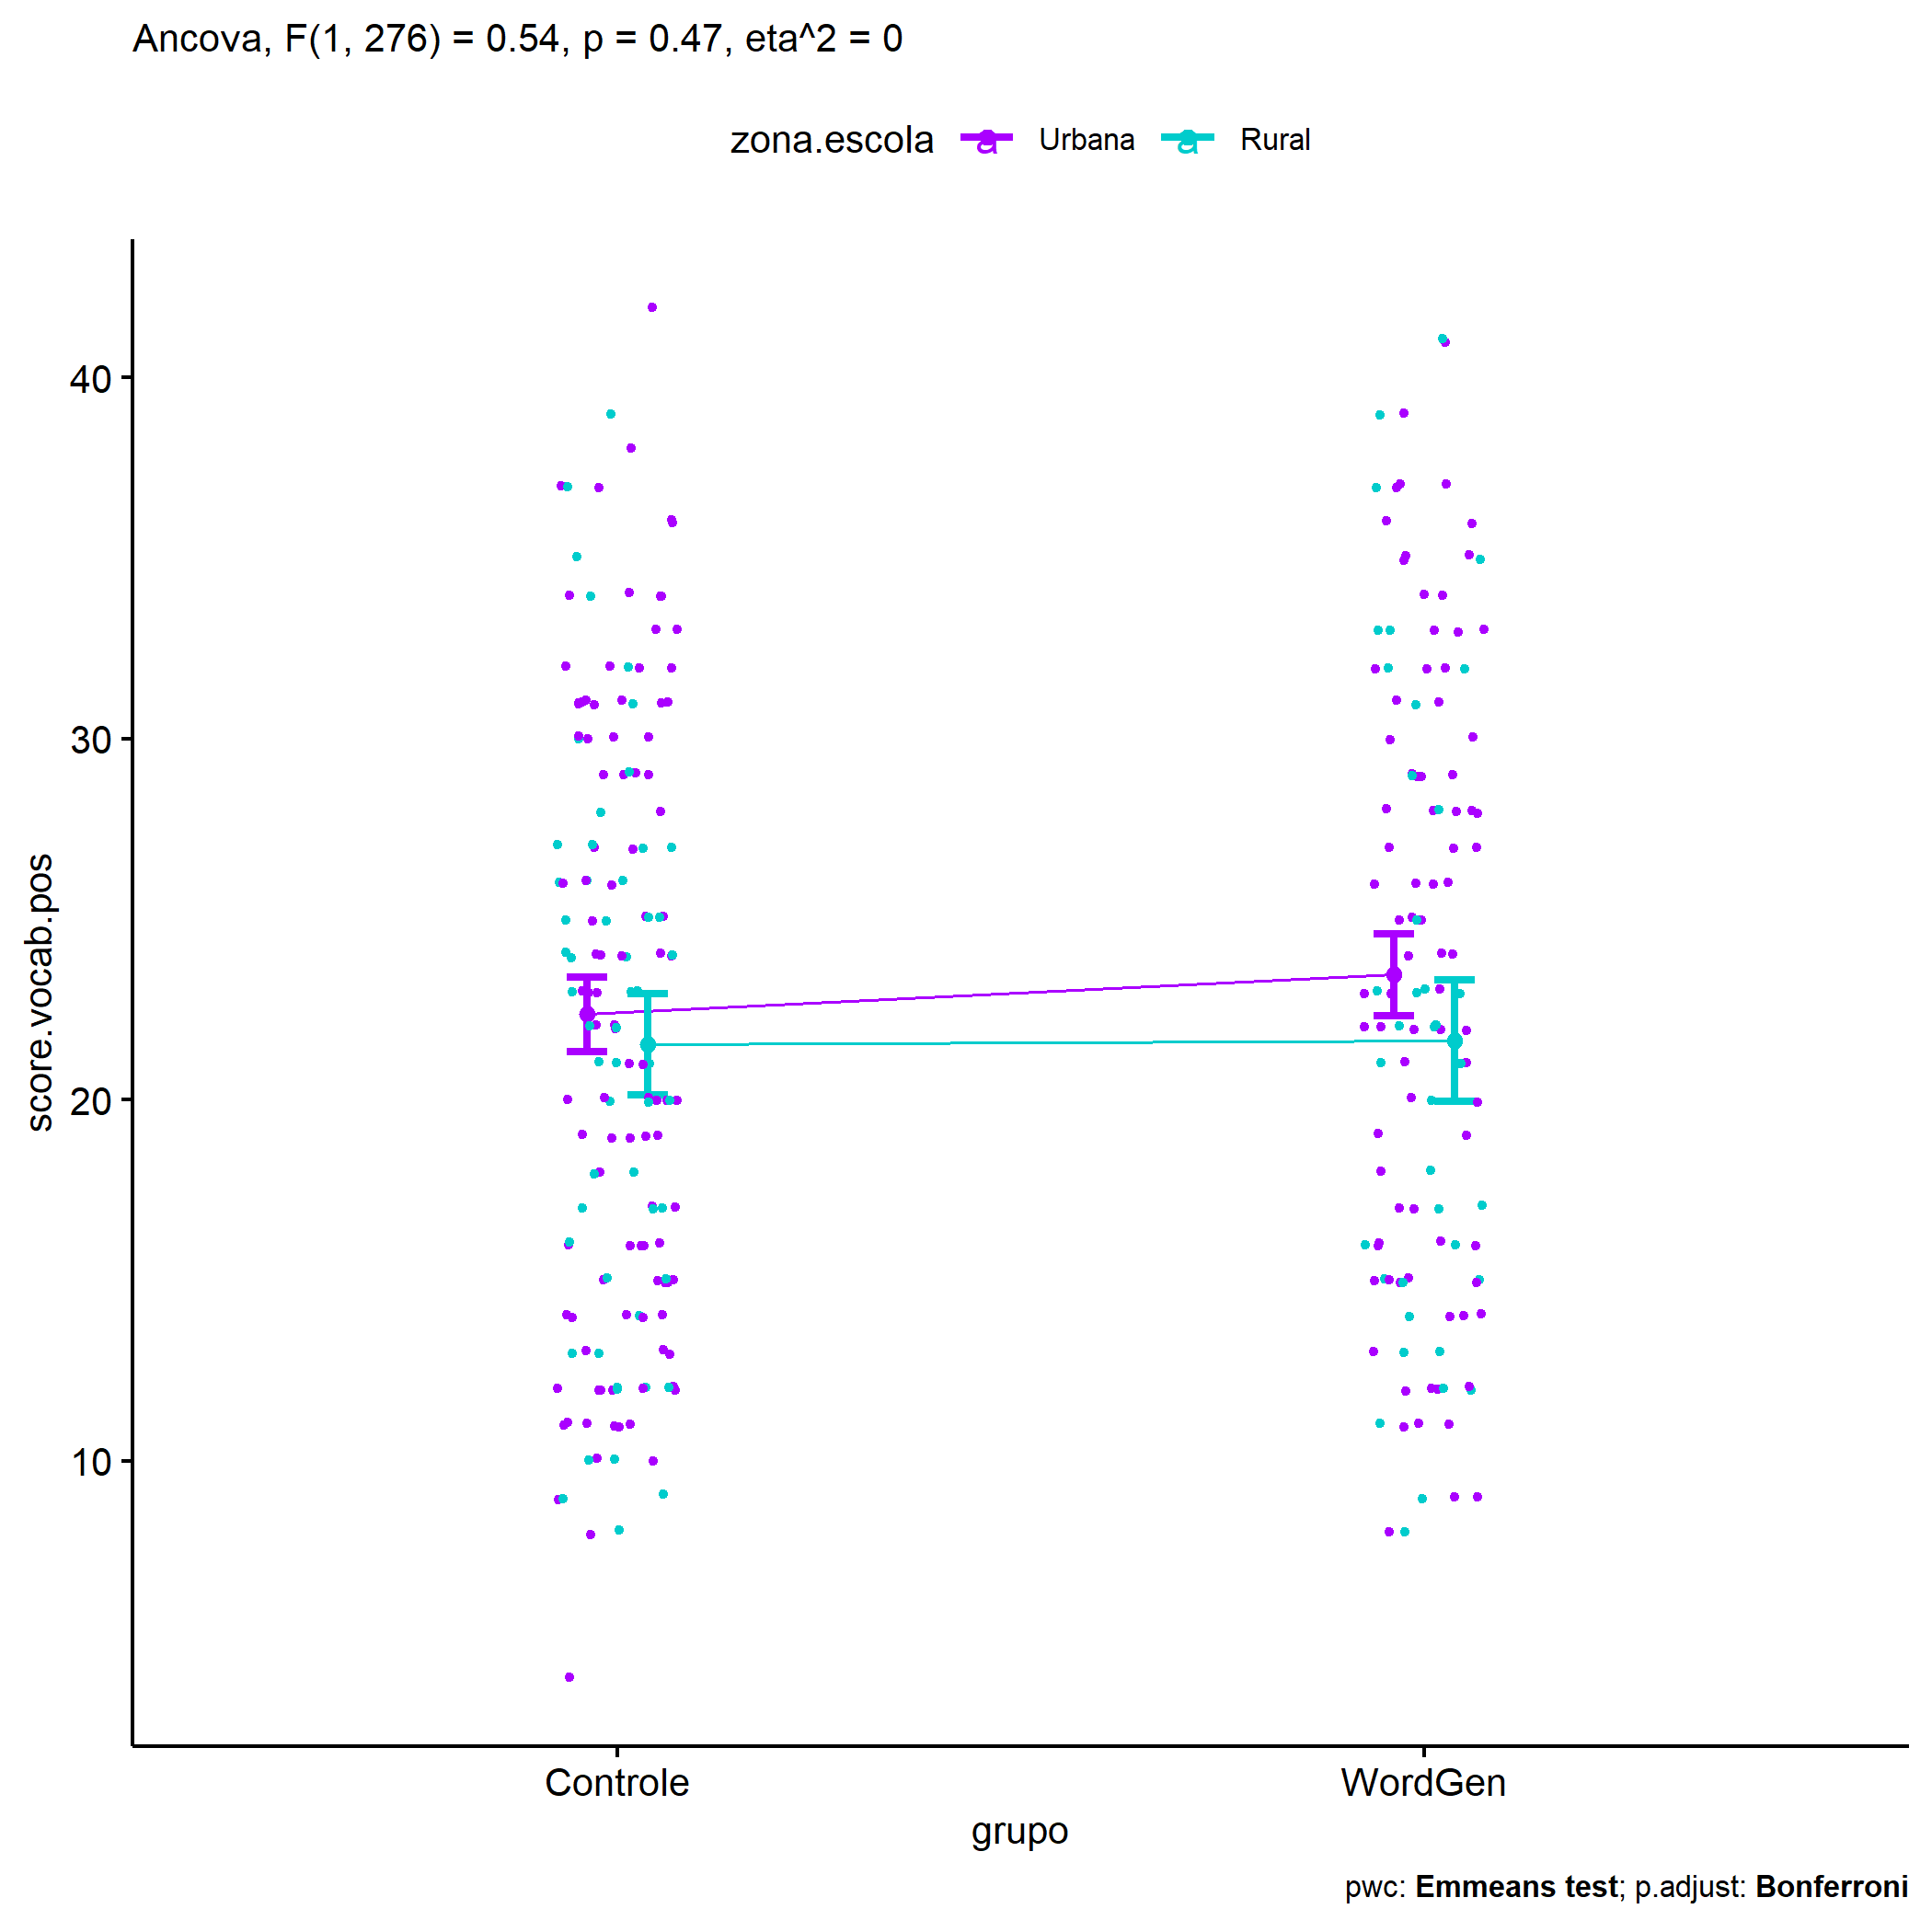 Ancova, F(1, 276) = 0.54, p = 0.47, eta^2 = 0
zona.escola a Urbana a Rural
40
30
20
10
score.vocab.pos
Controle WordGen
grupo
pwc: Emmeans test; p.adjust: Bonferroni